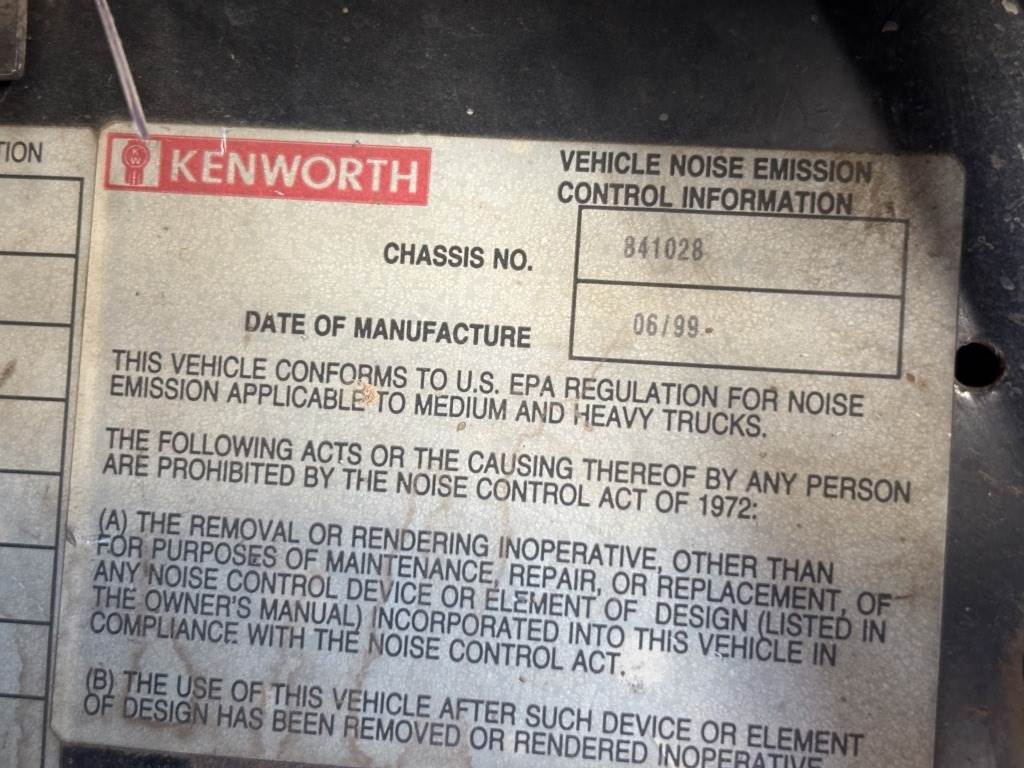 TION
KW
KENWORTH
VEHICLE NOISE EMISSION
CONTROL INFORMATION
CHASSIS NO.
841028
DATE OF MANUFACTURE
06/99-
THIS VEHICLE CONFORMS TO U.S. EPA REGULATION FOR NOISE
EMISSION APPLICABLE TO MEDIUM AND HEAVY TRUCKS.
THE FOLLOWING ACTS OR THE CAUSING THEREOF BY ANY PERSON
ARE PROHIBITED BY THE NOISE CONTROL ACT OF 1972:
(A) THE REMOVAL OR RENDERING INOPERATIVE, OTHER THAN
FOR PURPOSES OF MAINTENANCE, REPAIR, OR REPLACEMENT, OF
ANY NOISE CONTROL DEVICE OR ELEMENT OF DESIGN (LISTED IN
THE OWNER'S MANUAL) INCORPORATED INTO THIS VEHICLE IN
COMPLIANCE WITH THE NOISE CONTROL ACT.
(B) THE USE OF THIS VEHICLE AFTER SUCH DEVICE OR ELEMENT
OF DESIGN HAS BEEN REMOVED OR RENDERED INOPERATIVE